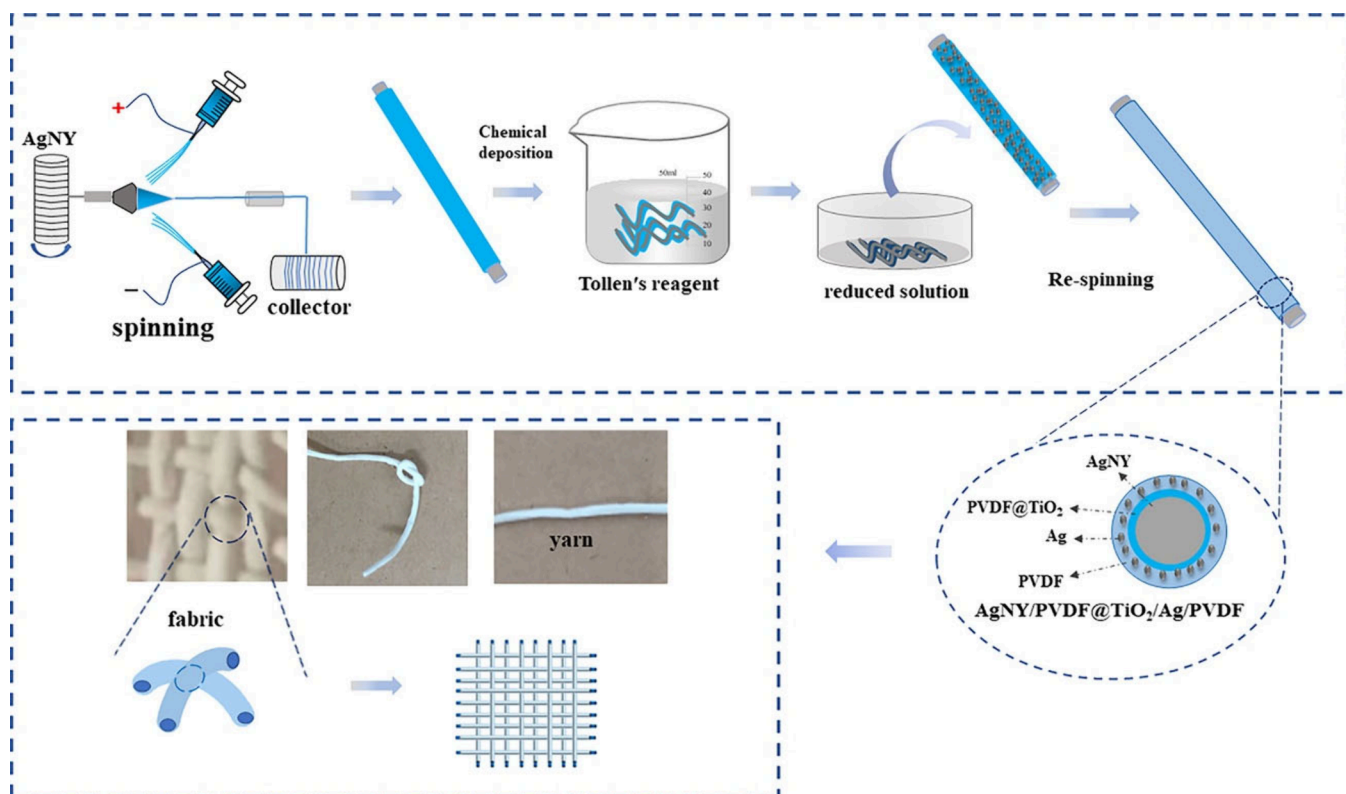 +
AgNY
−
spinning
collector
Chemical
deposition
50ml
50
40
30
20
10
Tollen's reagent
reduced solution
Re-spinning
AgNY
PVDF@TiO₂
Ag
PVDF
AgNY/PVDF@TiO₂/Ag/PVDF
yarn
fabric